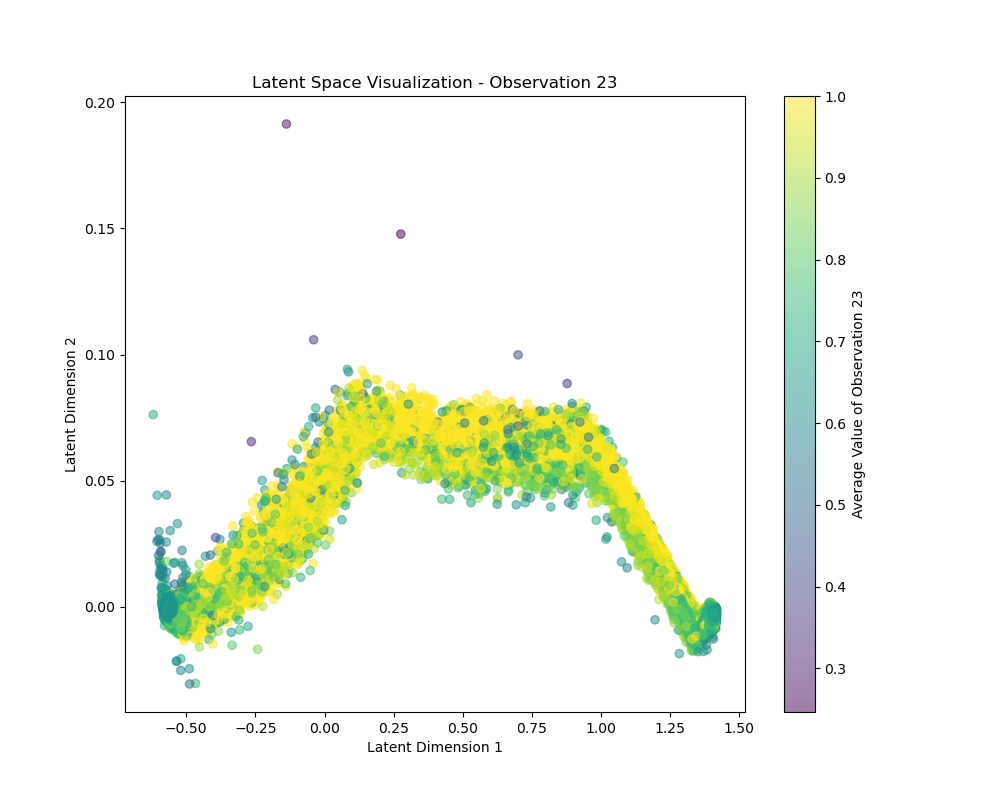 Latent Space Visualization - Observation 23
0.20
0.15
0.10
0.05
0.00
Latent Dimension 2
−0.50 −0.25 0.00 0.25 0.50 0.75 1.00 1.25 1.50
Latent Dimension 1
1.0
0.9
0.8
0.7
0.6
0.5
0.4
0.3
Average Value of Observation 23